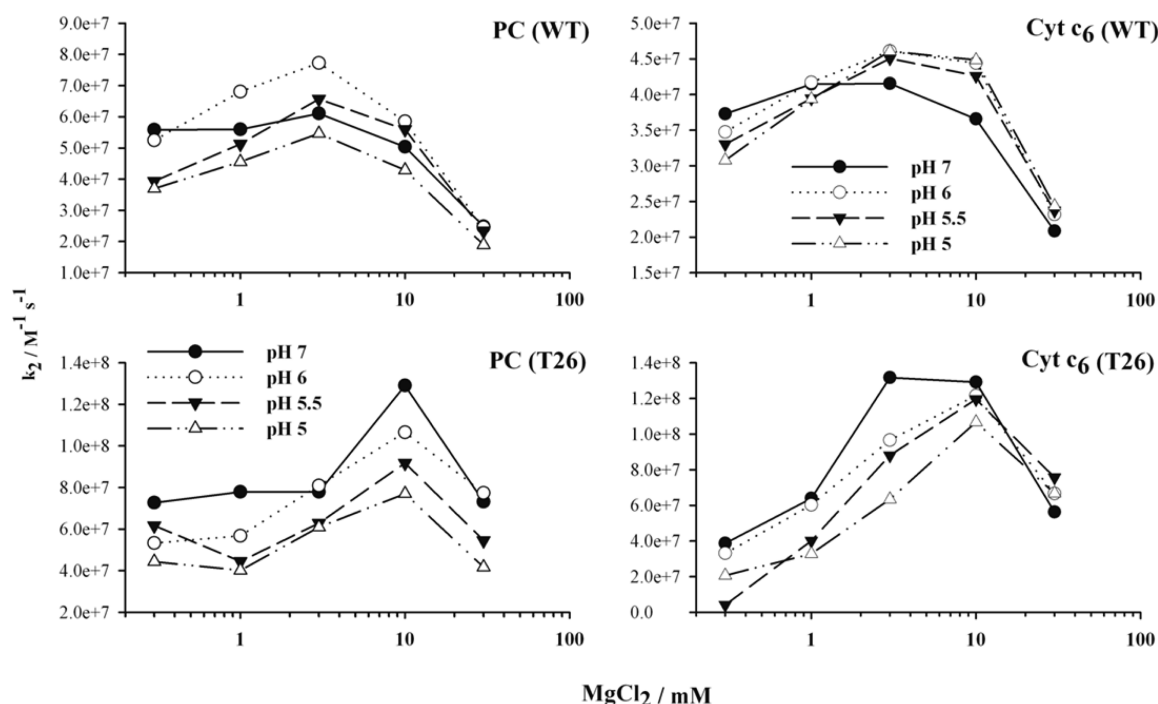 PC (WT)
9.0e+7
8.0e+7
7.0e+7
6.0e+7
5.0e+7
4.0e+7
3.0e+7
2.0e+7
1.0e+7
1 10 100
Cyt c6 (WT)
5.0e+7
4.5e+7
4.0e+7
3.5e+7
3.0e+7
2.5e+7
2.0e+7
1.5e+7
pH 7
pH 6
pH 5.5
pH 5
1 10 100
k2 / M-1 s-1
PC (T26)
1.4e+8
1.2e+8
1.0e+8
8.0e+7
6.0e+7
4.0e+7
2.0e+7
pH 7
pH 6
pH 5.5
pH 5
1 10 100
Cyt c6 (T26)
1.4e+8
1.2e+8
1.0e+8
8.0e+7
6.0e+7
4.0e+7
2.0e+7
0.0
1 10 100
MgCl2 / mM